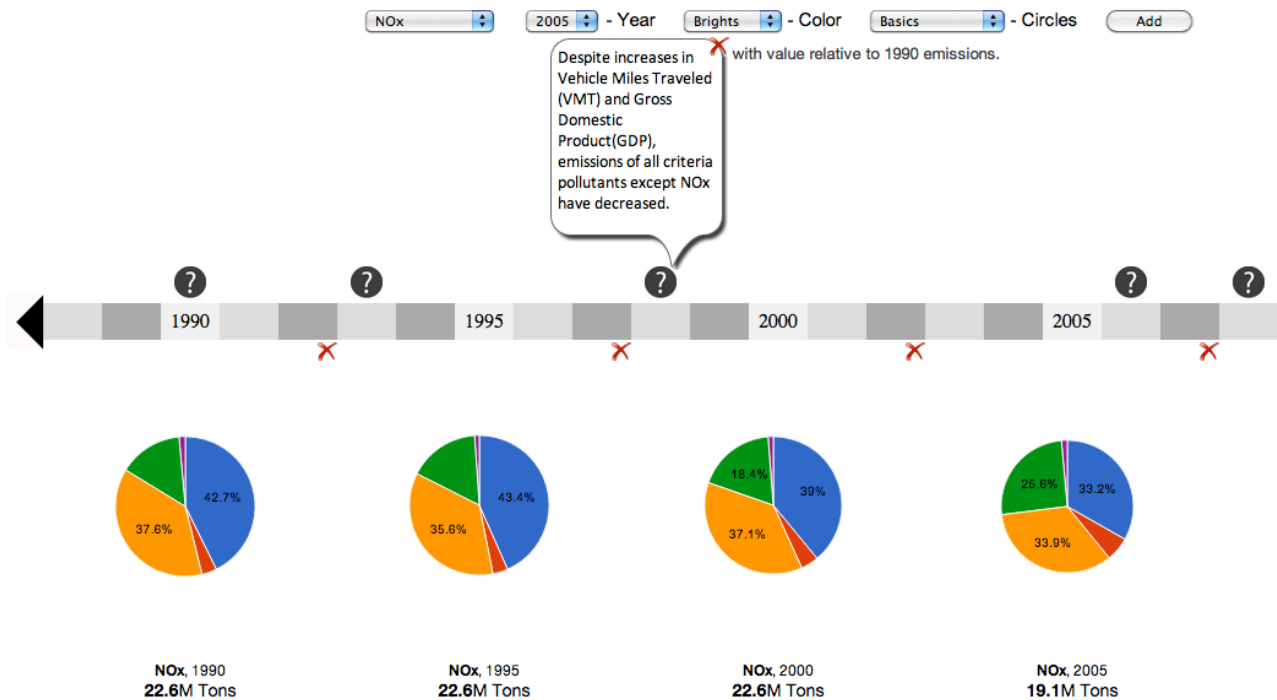 NOx 2005 - Year Brights - Color Basics - Circles Add
with value relative to 1990 emissions.
Despite increases in
Vehicle Miles Traveled
(VMT) and Gross
Domestic
Product(GDP),
emissions of all criteria
pollutants except NOx
have decreased.
? ? ? ? ?
1990 1995 2000 2005
42.7%
37.6%
43.4%
35.6%
18.4%
39%
37.1%
25.6%
33.2%
33.9%
NOx, 1990
22.6M Tons
NOx, 1995
22.6M Tons
NOx, 2000
22.6M Tons
NOx, 2005
19.1M Tons